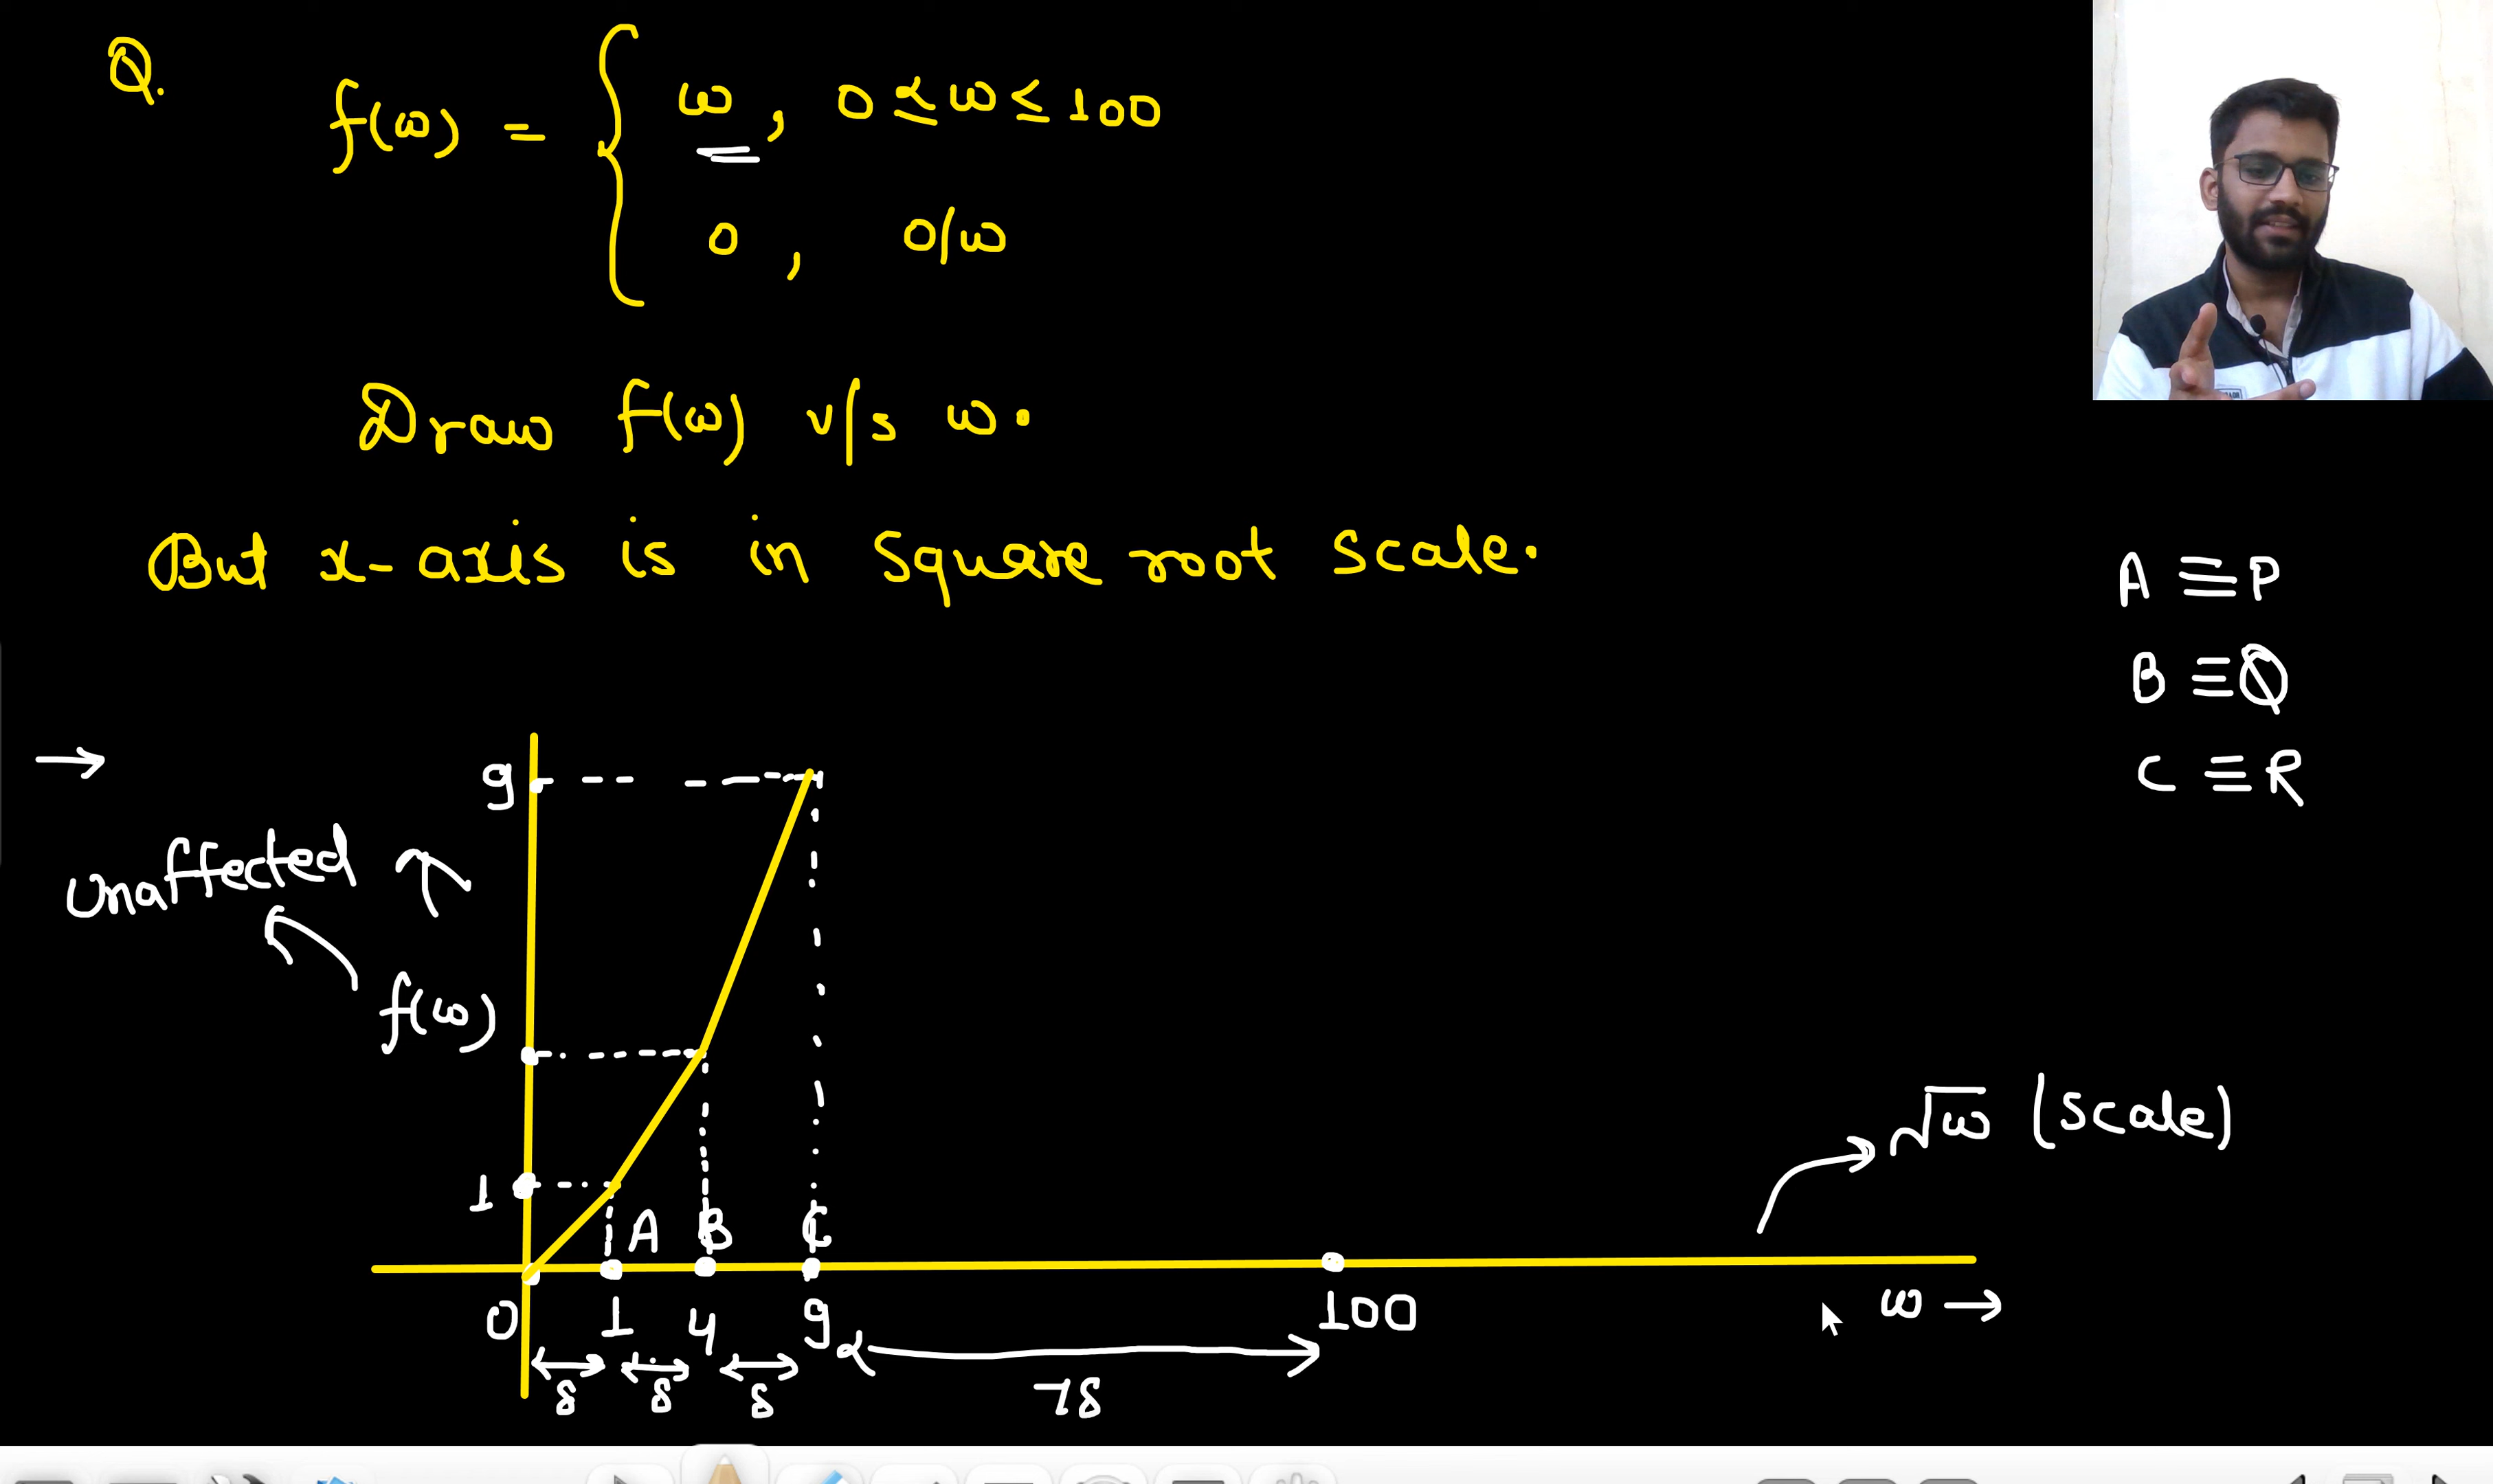 Q.
f(ω) = { ω , 0 ≤ ω ≤ 100
0 , o/w
Draw f(ω) v/s ω.
But x-axis is in square root scale.
A ≡ P
B ≡ Q
C ≡ R
→
9
Unaffected
f(ω)
1
A B C
√ω (scale)
0 1 4 9 100 ω →
δ δ δ 7δ